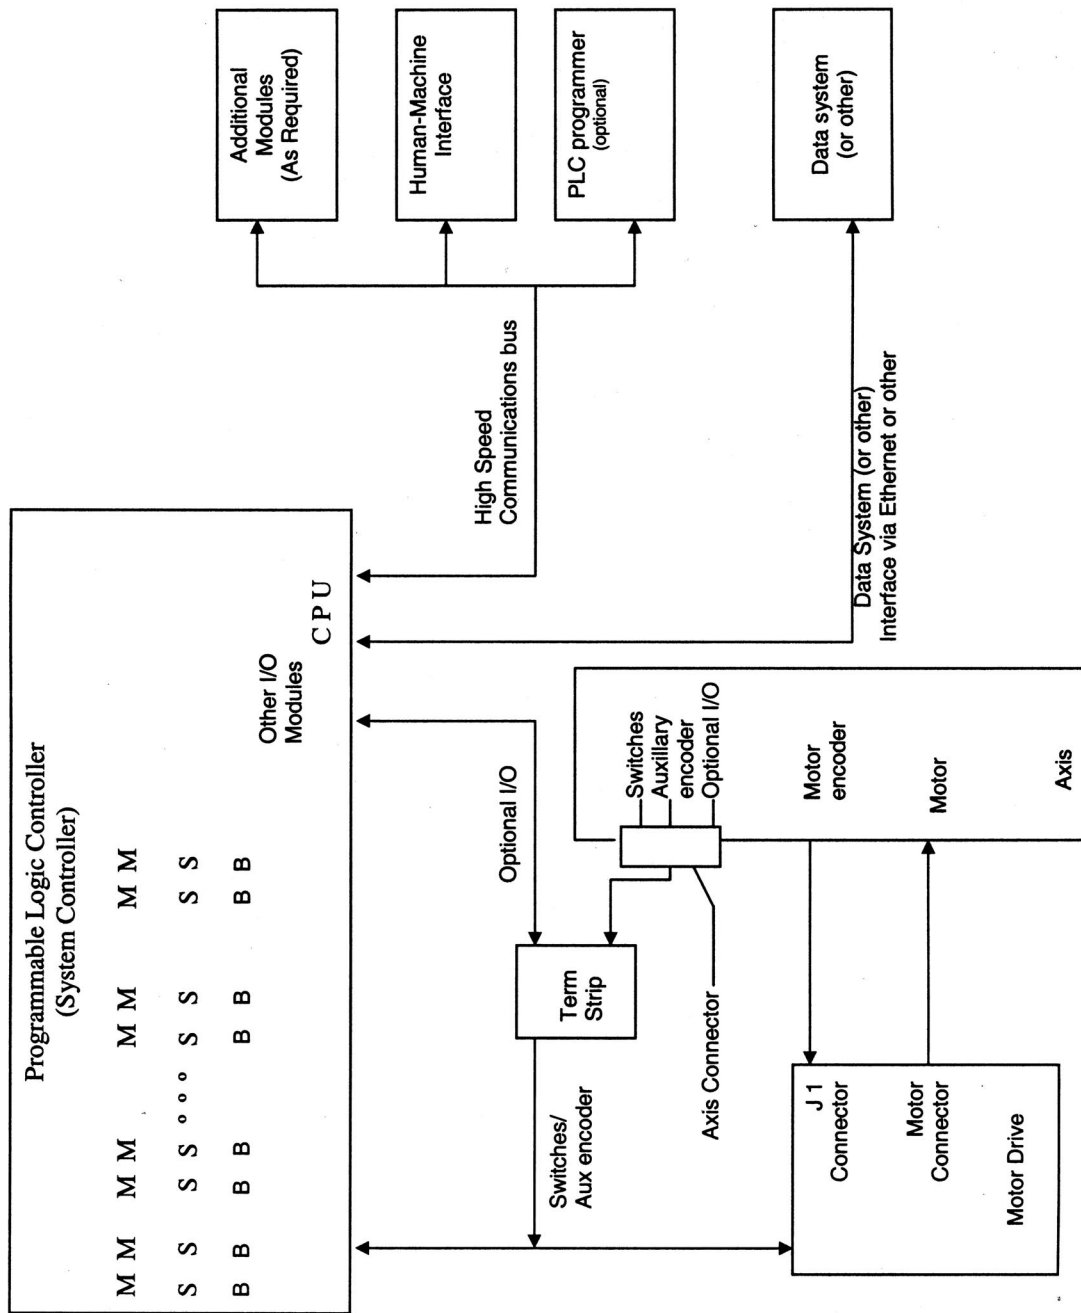 Programmable Logic Controller
(System Controller)
M M M M M M M M
S S S S o o o S S S S
B B B B B B B B
Other I/O
Modules
C P U
High Speed
Communications bus
Additional
Modules
(As Required)
Human-Machine
Interface
PLC programmer
(optional)
Data system
(or other)
Data System (or other)
Interface via Ethernet or other
Optional I/O
Switches/
Aux encoder
Term
Strip
Axis Connector
Switches
Auxillary
encoder
Optional I/O
Motor
encoder
Motor
Axis
J 1
Connector
Motor
Connector
Motor Drive